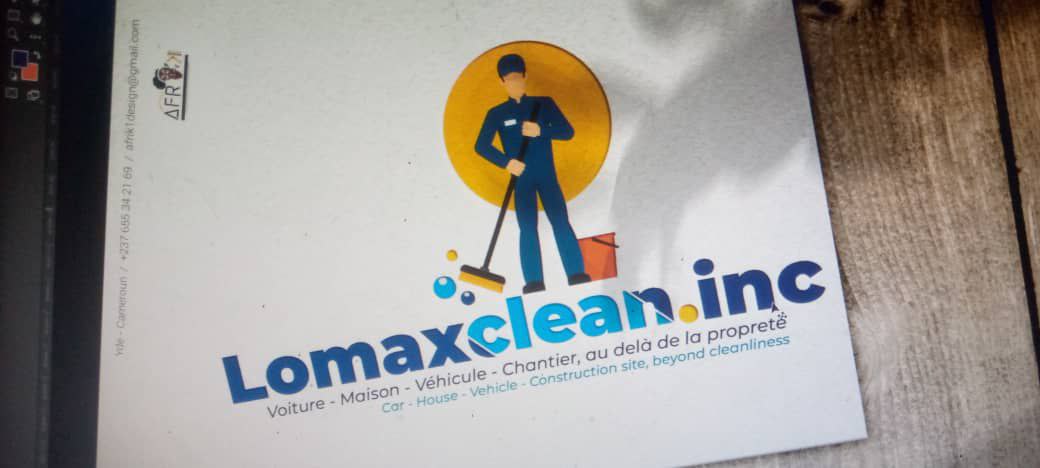 Yde - Cameroun / +237 655 34 21 69 / afrik1design@gmail.com
Lomaxclean.inc
Voiture - Maison - Véhicule - Chantier, au delà de la propreté
Car - House - Vehicle - Construction site, beyond cleanliness